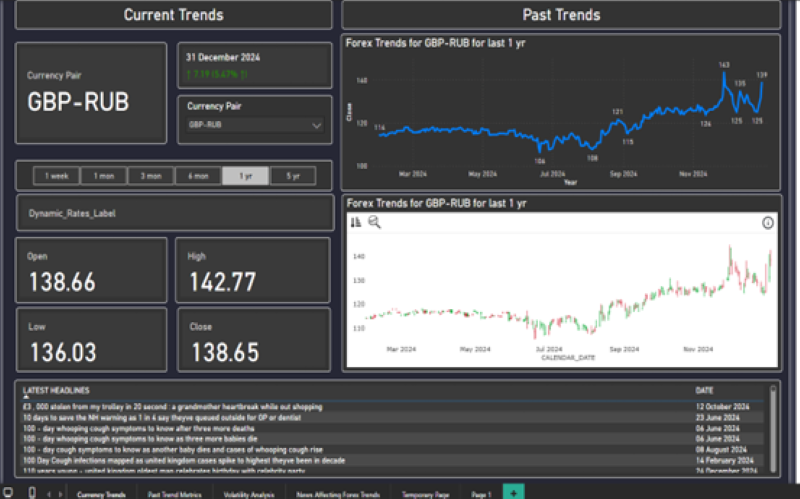 Current Trends
Past Trends
Currency Pair
GBP-RUB
31 December 2024
↑ 7.19 (5.47% ↑)
Currency Pair
GBP-RUB
1 week
1 mon
3 mon
6 mon
1 yr
5 yr
Dynamic_Rates_Label
Open
138.66
High
142.77
Low
136.03
Close
138.65
Forex Trends for GBP-RUB for last 1 yr
Close
140
120
100
114
106
108
121
115
124
143
125
135
125
139
Mar 2024
May 2024
Jul 2024
Sep 2024
Nov 2024
Year
Forex Trends for GBP-RUB for last 1 yr
140
130
120
110
Mar 2024
May 2024
Jul 2024
Sep 2024
Nov 2024
CALENDAR_DATE
LATEST HEADLINES DATE
£3 , 000 stolen from my trolley in 20 second : a grandmother heartbreak while out shopping 12 October 2024
10 days to save the NH warning as 1 in 4 say theyve queued outside for GP or dentist 23 June 2024
100 - day whooping cough symptoms to know after three more deaths 06 June 2024
100 - day whooping cough symptoms to know as three more babies die 06 June 2024
100 - day cough symptoms to know as another baby dies and cases of whooping cough rise 08 August 2024
100 Day Cough infections mapped as united kingdom cases spike to highest theyve been in decade 14 February 2024
110 years young - united kingdom oldest man celebrates birthday with celebrity party 26 December 2024
Currency Trends
Past Trend Metrics
Volatility Analysis
News Affecting Forex Trends
Temporary Page
Page 1
+